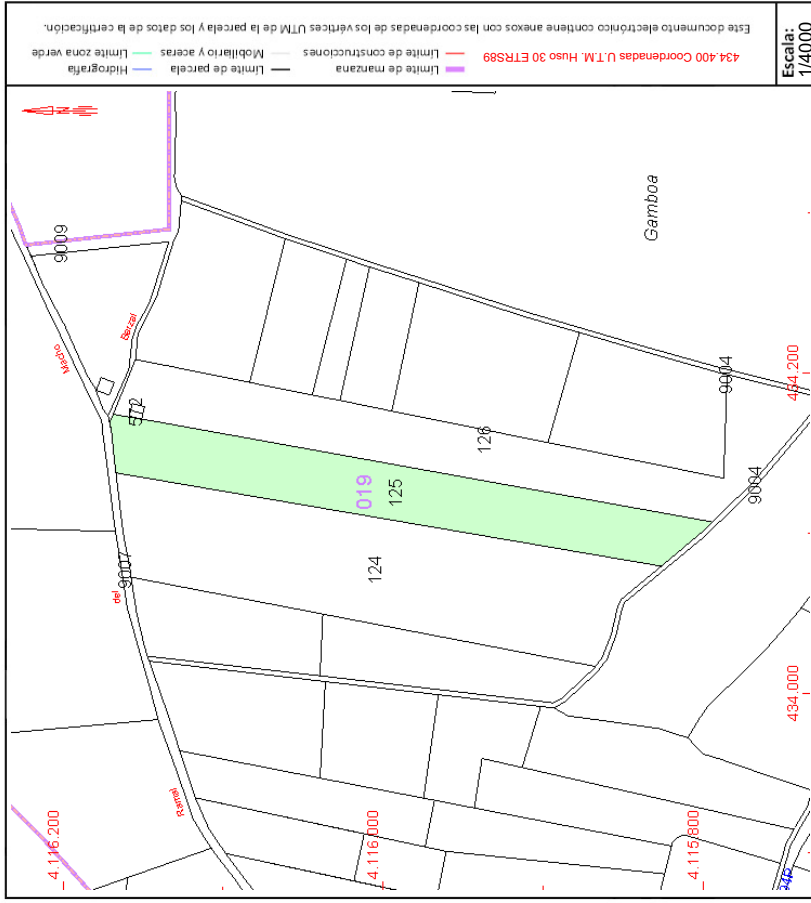 Este documento electrónico contiene anexos con las coordenadas de los vértices UTM de la parcela y los datos de la certificación.
434.400 Coordenadas U.T.M. Huso 30 ETRS89
Límite de manzana
Límite de construcciones
Límite de parcela
Mobiliario y aceras
Hidrografía
Límite zona verde
Escala:
1/4000
9009
Macho
Barzal
572
Gamboa
019
125
126
124
9007
del
Ramal
9004
9004
434.200
434.000
4.116.200
4.116.000
4.115.800